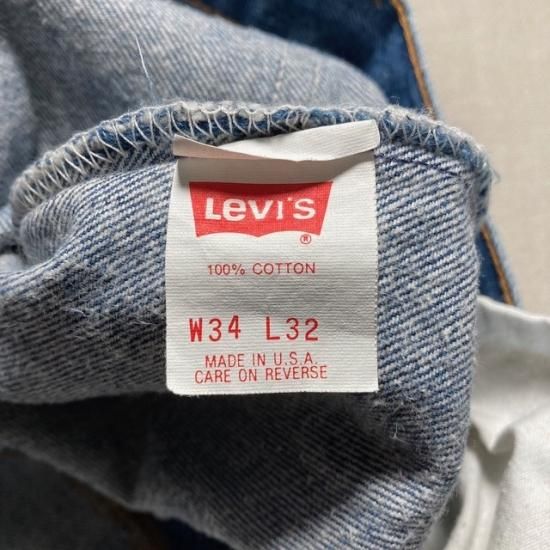 Levi's
®
100% COTTON
W34 L32
MADE IN U.S.A.
CARE ON REVERSE